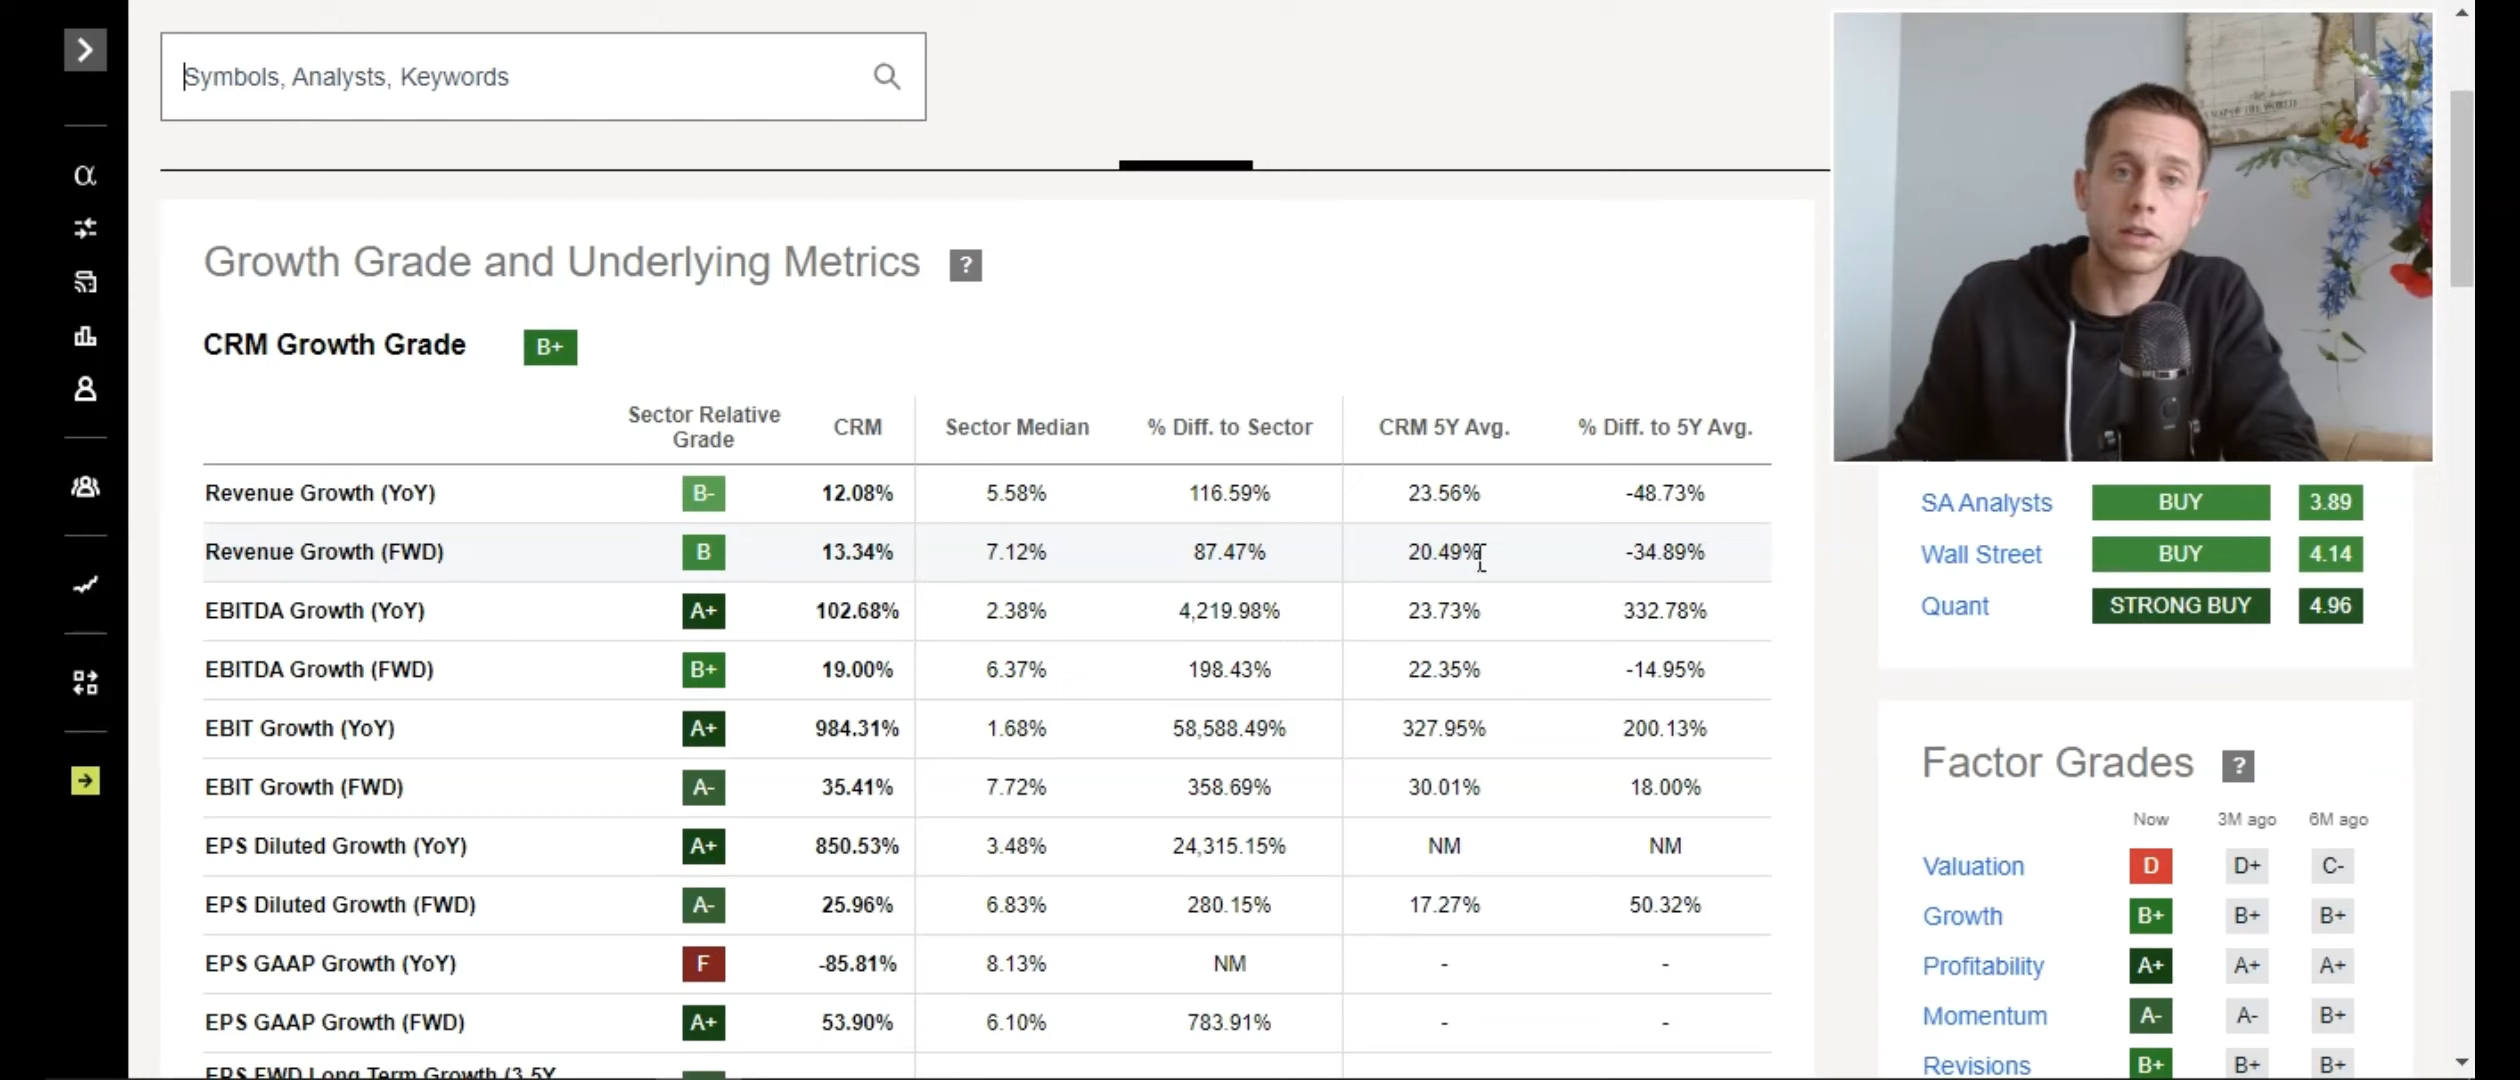 Symbols, Analysts, Keywords
α
Growth Grade and Underlying Metrics ?
CRM Growth Grade B+
Sector Relative Grade CRM Sector Median % Diff. to Sector CRM 5Y Avg. % Diff. to 5Y Avg.
Revenue Growth (YoY) B- 12.08% 5.58% 116.59% 23.56% -48.73%
Revenue Growth (FWD) B 13.34% 7.12% 87.47% 20.49% -34.89%
EBITDA Growth (YoY) A+ 102.68% 2.38% 4,219.98% 23.73% 332.78%
EBITDA Growth (FWD) B+ 19.00% 6.37% 198.43% 22.35% -14.95%
EBIT Growth (YoY) A+ 984.31% 1.68% 58,588.49% 327.95% 200.13%
EBIT Growth (FWD) A- 35.41% 7.72% 358.69% 30.01% 18.00%
EPS Diluted Growth (YoY) A+ 850.53% 3.48% 24,315.15% NM NM
EPS Diluted Growth (FWD) A- 25.96% 6.83% 280.15% 17.27% 50.32%
EPS GAAP Growth (YoY) F -85.81% 8.13% NM - -
EPS GAAP Growth (FWD) A+ 53.90% 6.10% 783.91% - -
EPS FWD Long Term Growth (3-5Y
SA Analysts BUY 3.89
Wall Street BUY 4.14
Quant STRONG BUY 4.96
Factor Grades ?
Now 3M ago 6M ago
Valuation D D+ C-
Growth B+ B+ B+
Profitability A+ A+ A+
Momentum A- A- B+
Revisions B+ B+ B+